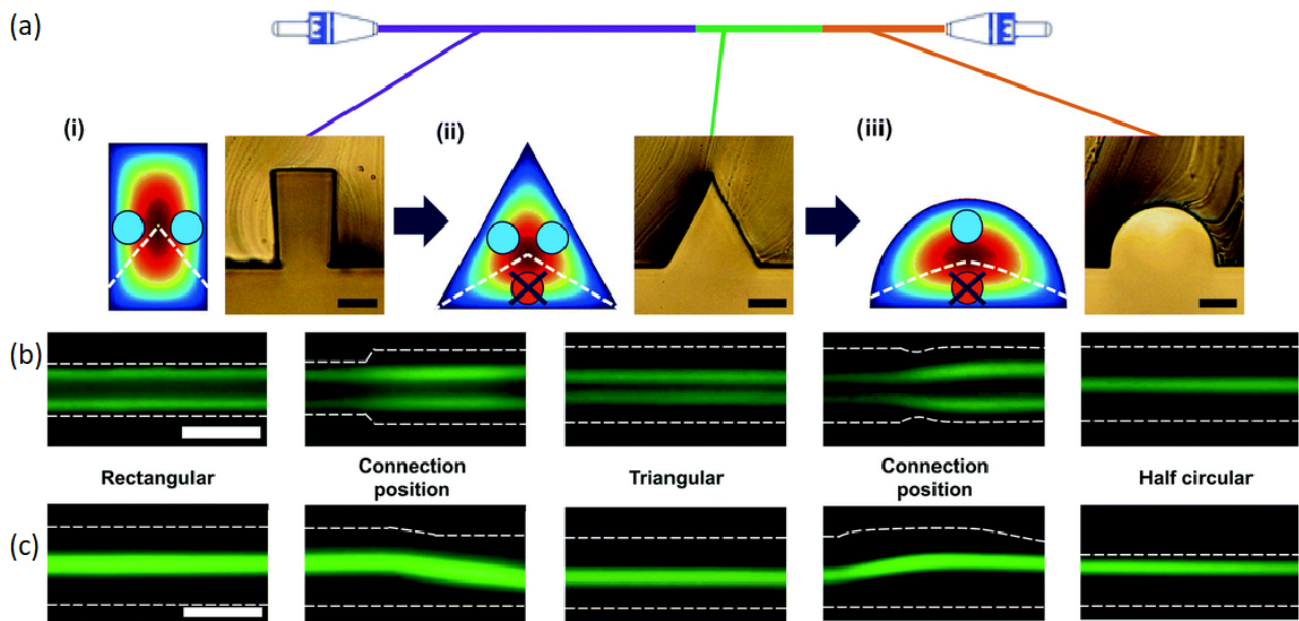 (a)
(i)
(ii)
(iii)
(b)
Rectangular
Connection
position
Triangular
Connection
position
Half circular
(c)